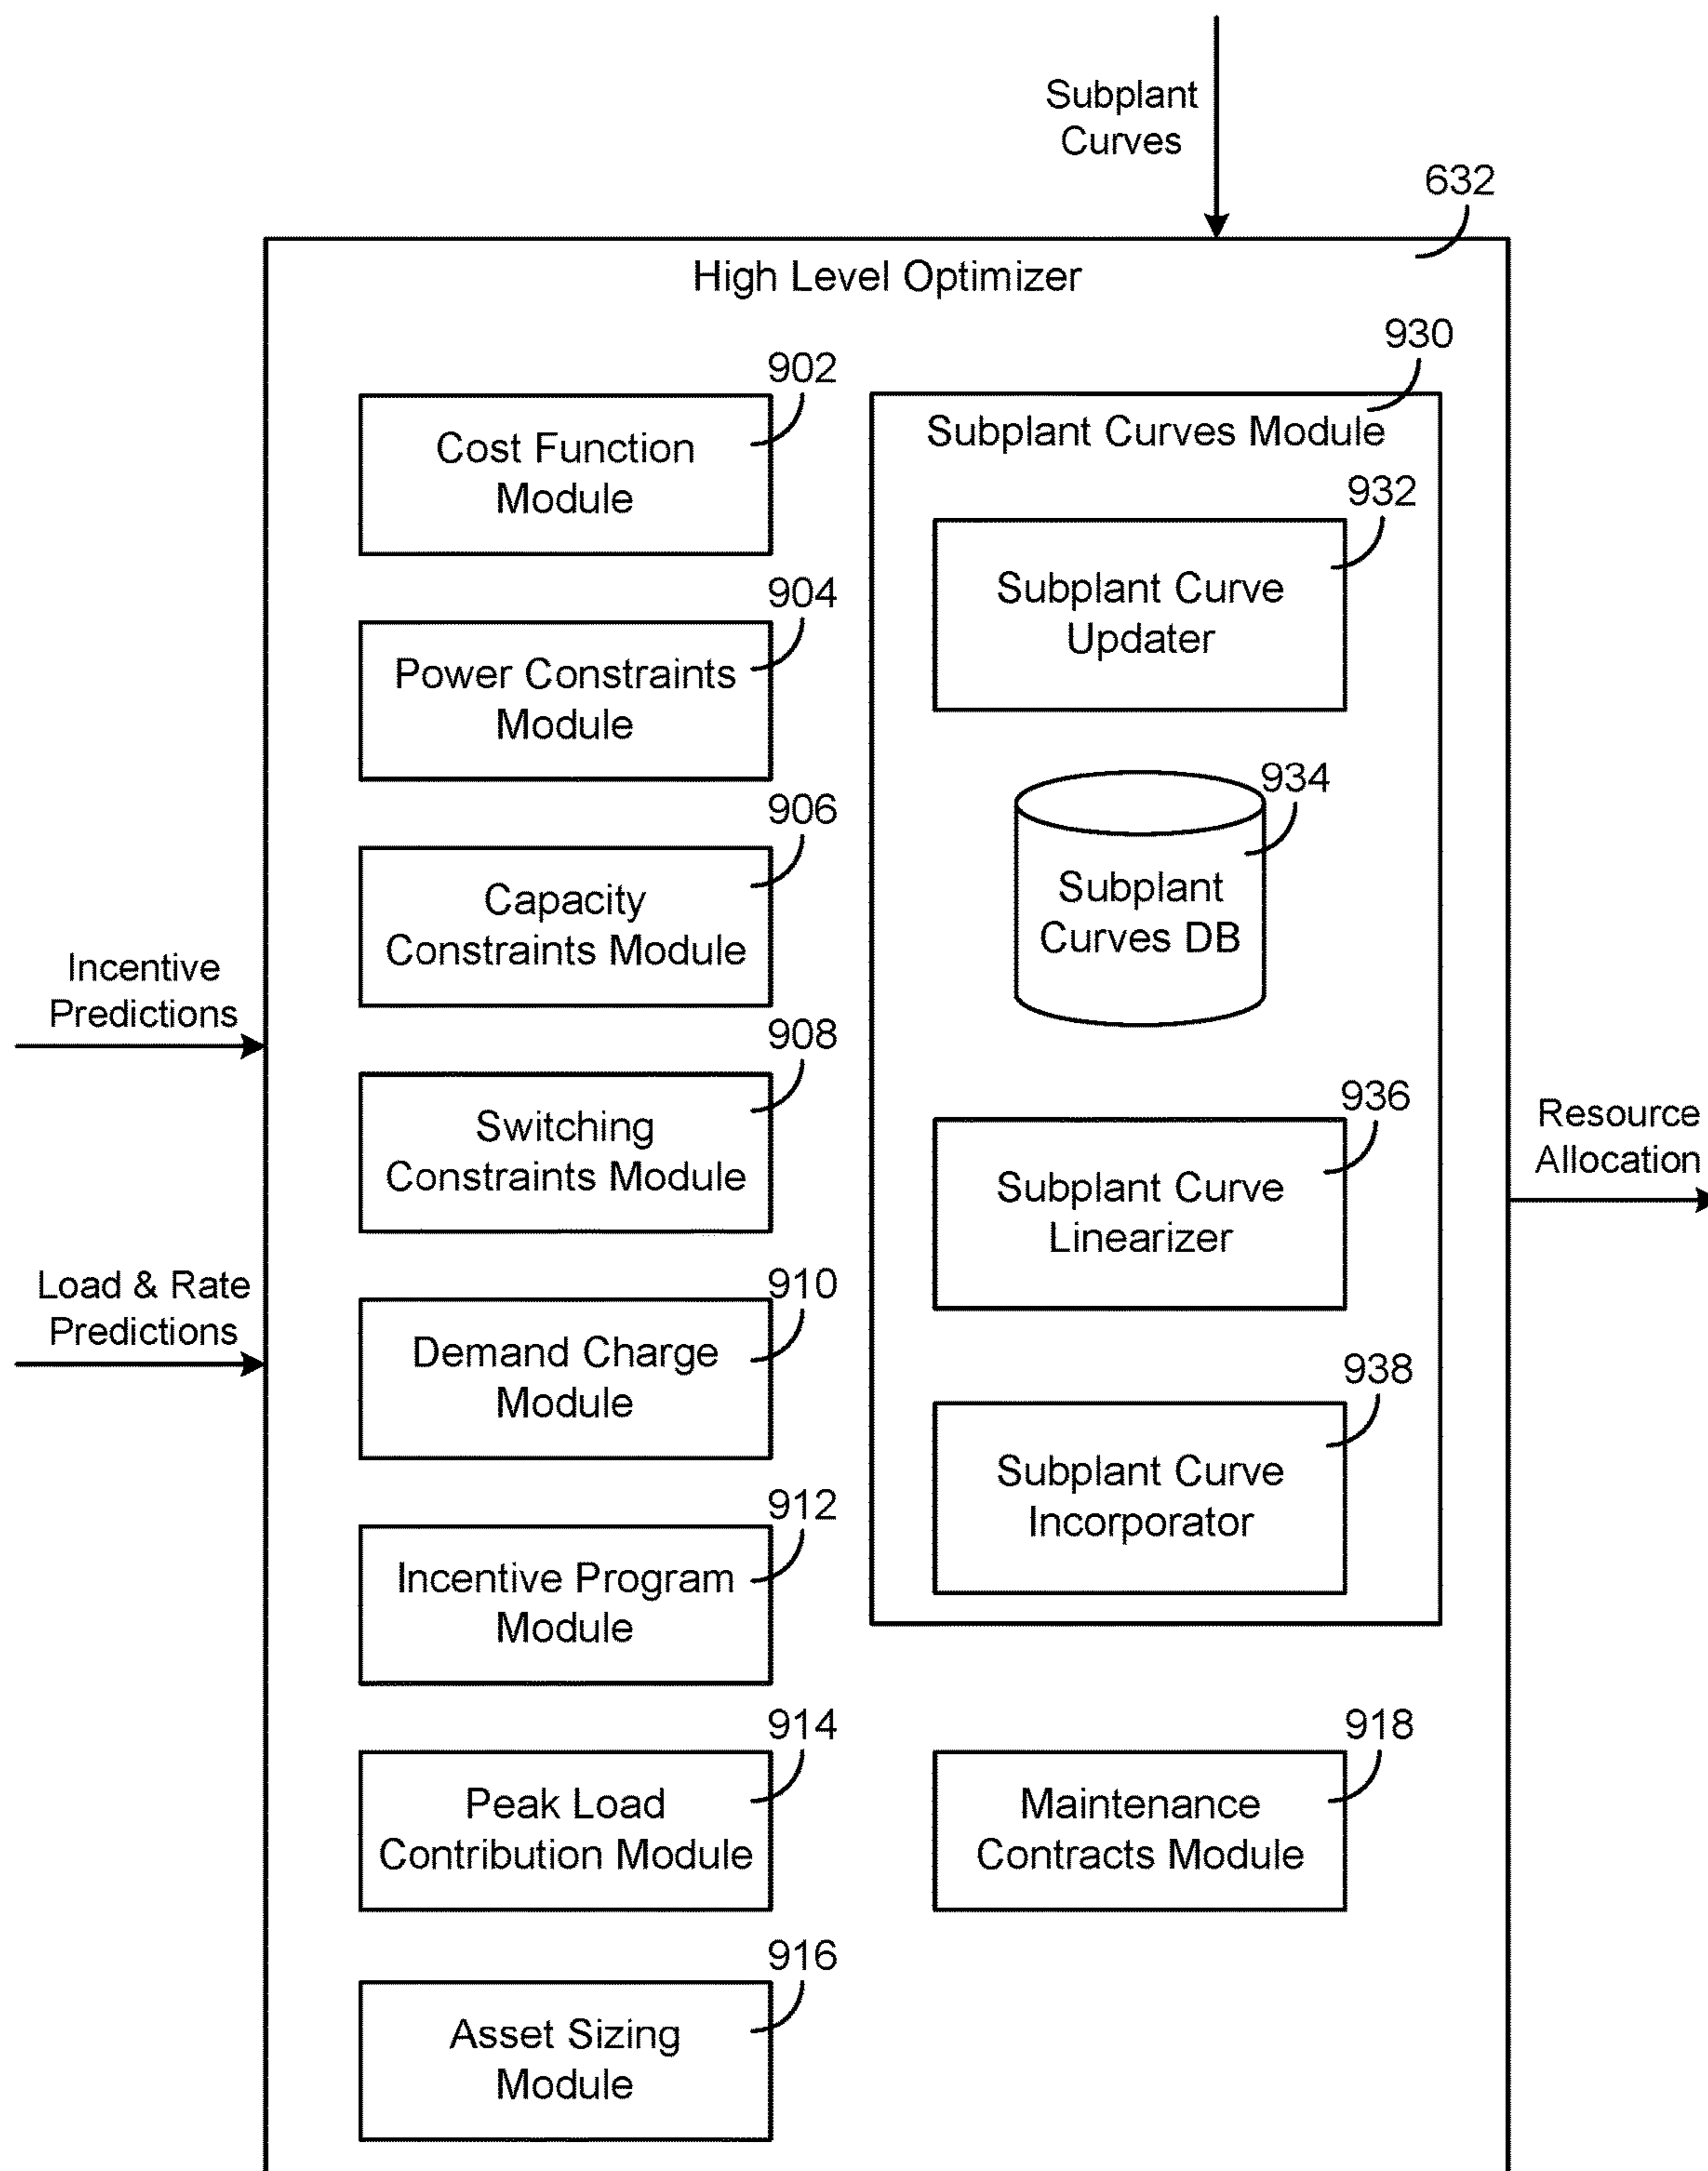 Subplant
Curves
632
High Level Optimizer
930
902
Subplant Curves Module
Cost Function
Module
932
Subplant Curve
Updater
904
Power Constraints
Module
934
Subplant
Curves DB
906
Capacity
Constraints Module
Incentive
Predictions
908
Switching
Constraints Module
936
Subplant Curve
Linearizer
Resource
Allocation
Load & Rate
Predictions
910
Demand Charge
Module
938
Subplant Curve
Incorporator
912
Incentive Program
Module
914
Peak Load
Contribution Module
918
Maintenance
Contracts Module
916
Asset Sizing
Module